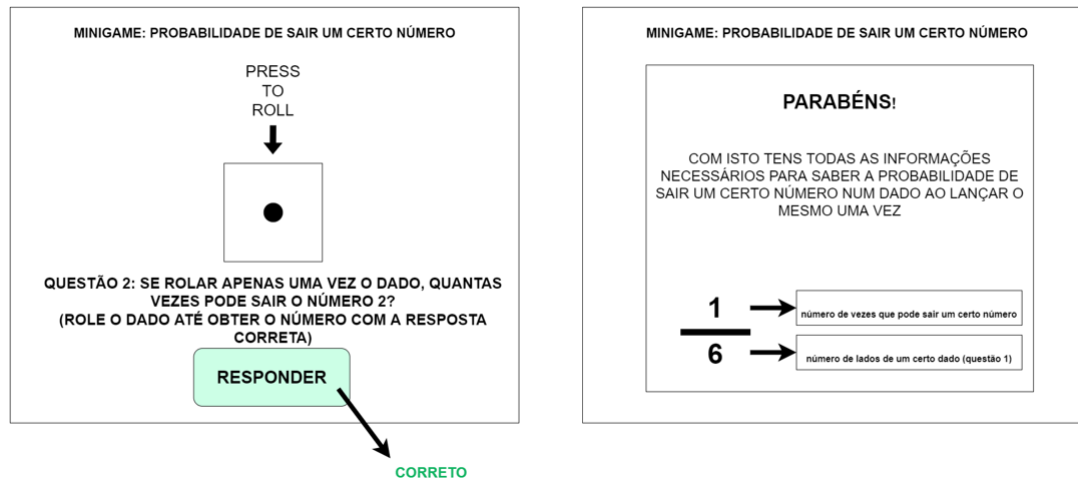 MINIGAME: PROBABILIDADE DE SAIR UM CERTO NÚMERO
PRESS
TO
ROLL
QUESTÃO 2: SE ROLAR APENAS UMA VEZ O DADO, QUANTAS
VEZES PODE SAIR O NÚMERO 2?
(ROLE O DADO ATÉ OBTER O NÚMERO COM A RESPOSTA
CORRETA)
RESPONDER
CORRETO
MINIGAME: PROBABILIDADE DE SAIR UM CERTO NÚMERO
PARABÉNS!
COM ISTO TENS TODAS AS INFORMAÇÕES
NECESSÁRIOS PARA SABER A PROBABILIDADE DE
SAIR UM CERTO NÚMERO NUM DADO AO LANÇAR O
MESMO UMA VEZ
1
número de vezes que pode sair um certo número
6
número de lados de um certo dado (questão 1)